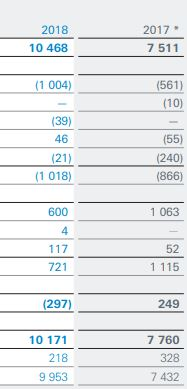 2018 2017 *
10 468 7 511
(1 004) (561)
— (10)
(39) —
46 (55)
(21) (240)
(1 018) (866)
600 1 063
4 —
117 52
721 1 115
(297) 249
10 171 7 760
218 328
9 953 7 432